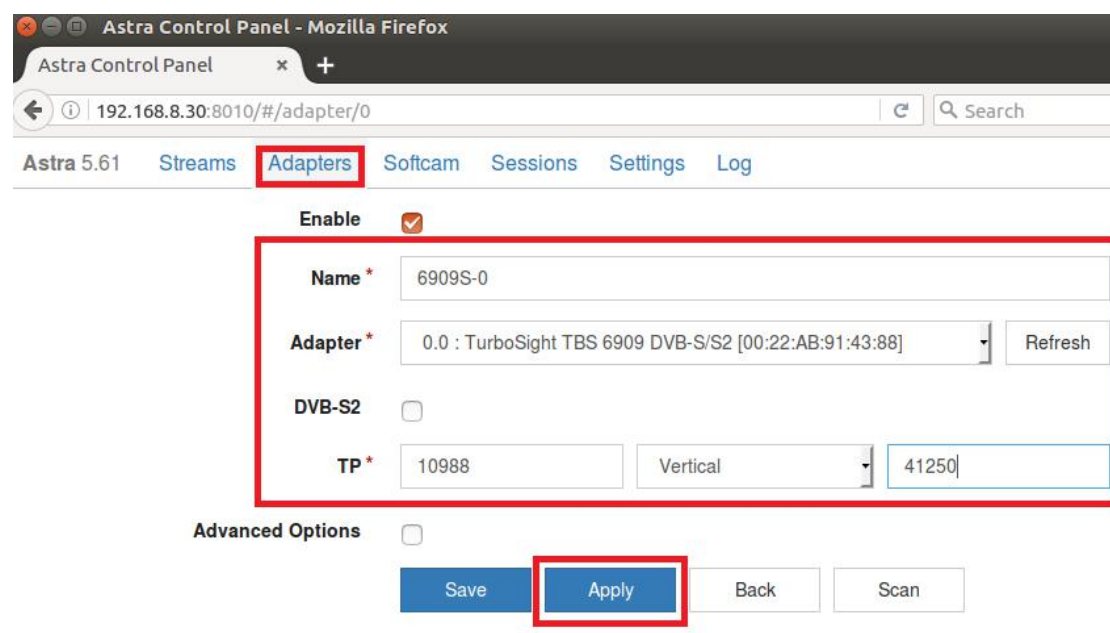 Astra Control Panel - Mozilla Firefox
Astra Control Panel × +
192.168.8.30:8010/#/adapter/0 Search
Astra 5.61 Streams Adapters Softcam Sessions Settings Log
Enable
Name * 6909S-0
Adapter * 0.0 : TurboSight TBS 6909 DVB-S/S2 [00:22:AB:91:43:88] Refresh
DVB-S2
TP * 10988 Vertical 41250
Advanced Options
Save Apply Back Scan